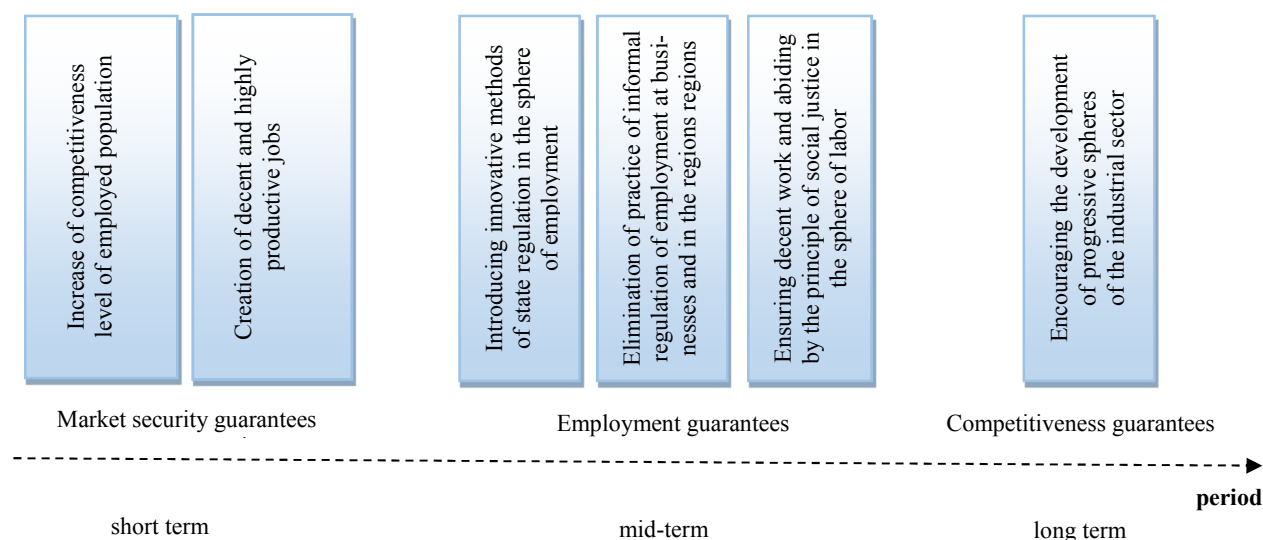 Increase of competitiveness
level of employed population
Creation of decent and highly
productive jobs
Introducing innovative methods
of state regulation in the sphere
of employment
Elimination of practice of informal
regulation of employment at busi-
nesses and in the regions regions
Ensuring decent work and abiding
by the principle of social justice in
the sphere of labor
Encouraging the development
of progressive spheres
of the industrial sector
Market security guarantees
Employment guarantees
Competitiveness guarantees
period
short term
mid-term
long term